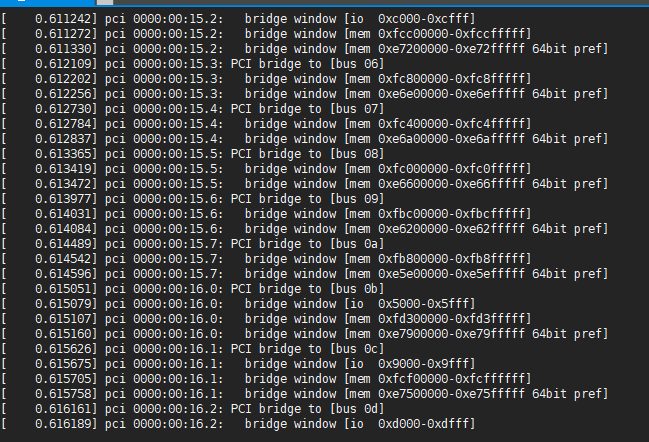 [    0.611242] pci 0000:00:15.2:   bridge window [io  0xc000-0xcfff]
[    0.611272] pci 0000:00:15.2:   bridge window [mem 0xfcc00000-0xfccfffff]
[    0.611330] pci 0000:00:15.2:   bridge window [mem 0xe7200000-0xe72fffff 64bit pref]
[    0.612109] pci 0000:00:15.3: PCI bridge to [bus 06]
[    0.612202] pci 0000:00:15.3:   bridge window [mem 0xfc800000-0xfc8fffff]
[    0.612256] pci 0000:00:15.3:   bridge window [mem 0xe6e00000-0xe6efffff 64bit pref]
[    0.612730] pci 0000:00:15.4: PCI bridge to [bus 07]
[    0.612784] pci 0000:00:15.4:   bridge window [mem 0xfc400000-0xfc4fffff]
[    0.612837] pci 0000:00:15.4:   bridge window [mem 0xe6a00000-0xe6afffff 64bit pref]
[    0.613365] pci 0000:00:15.5: PCI bridge to [bus 08]
[    0.613419] pci 0000:00:15.5:   bridge window [mem 0xfc000000-0xfc0fffff]
[    0.613472] pci 0000:00:15.5:   bridge window [mem 0xe6600000-0xe66fffff 64bit pref]
[    0.613977] pci 0000:00:15.6: PCI bridge to [bus 09]
[    0.614031] pci 0000:00:15.6:   bridge window [mem 0xfbc00000-0xfbcfffff]
[    0.614084] pci 0000:00:15.6:   bridge window [mem 0xe6200000-0xe62fffff 64bit pref]
[    0.614489] pci 0000:00:15.7: PCI bridge to [bus 0a]
[    0.614542] pci 0000:00:15.7:   bridge window [mem 0xfb800000-0xfb8fffff]
[    0.614596] pci 0000:00:15.7:   bridge window [mem 0xe5e00000-0xe5efffff 64bit pref]
[    0.615051] pci 0000:00:16.0: PCI bridge to [bus 0b]
[    0.615079] pci 0000:00:16.0:   bridge window [io  0x5000-0x5fff]
[    0.615107] pci 0000:00:16.0:   bridge window [mem 0xfd300000-0xfd3fffff]
[    0.615160] pci 0000:00:16.0:   bridge window [mem 0xe7900000-0xe79fffff 64bit pref]
[    0.615626] pci 0000:00:16.1: PCI bridge to [bus 0c]
[    0.615675] pci 0000:00:16.1:   bridge window [io  0x9000-0x9fff]
[    0.615705] pci 0000:00:16.1:   bridge window [mem 0xfcf00000-0xfcffffff]
[    0.615758] pci 0000:00:16.1:   bridge window [mem 0xe7500000-0xe75fffff 64bit pref]
[    0.616161] pci 0000:00:16.2: PCI bridge to [bus 0d]
[    0.616189] pci 0000:00:16.2:   bridge window [io  0xd000-0xdfff]